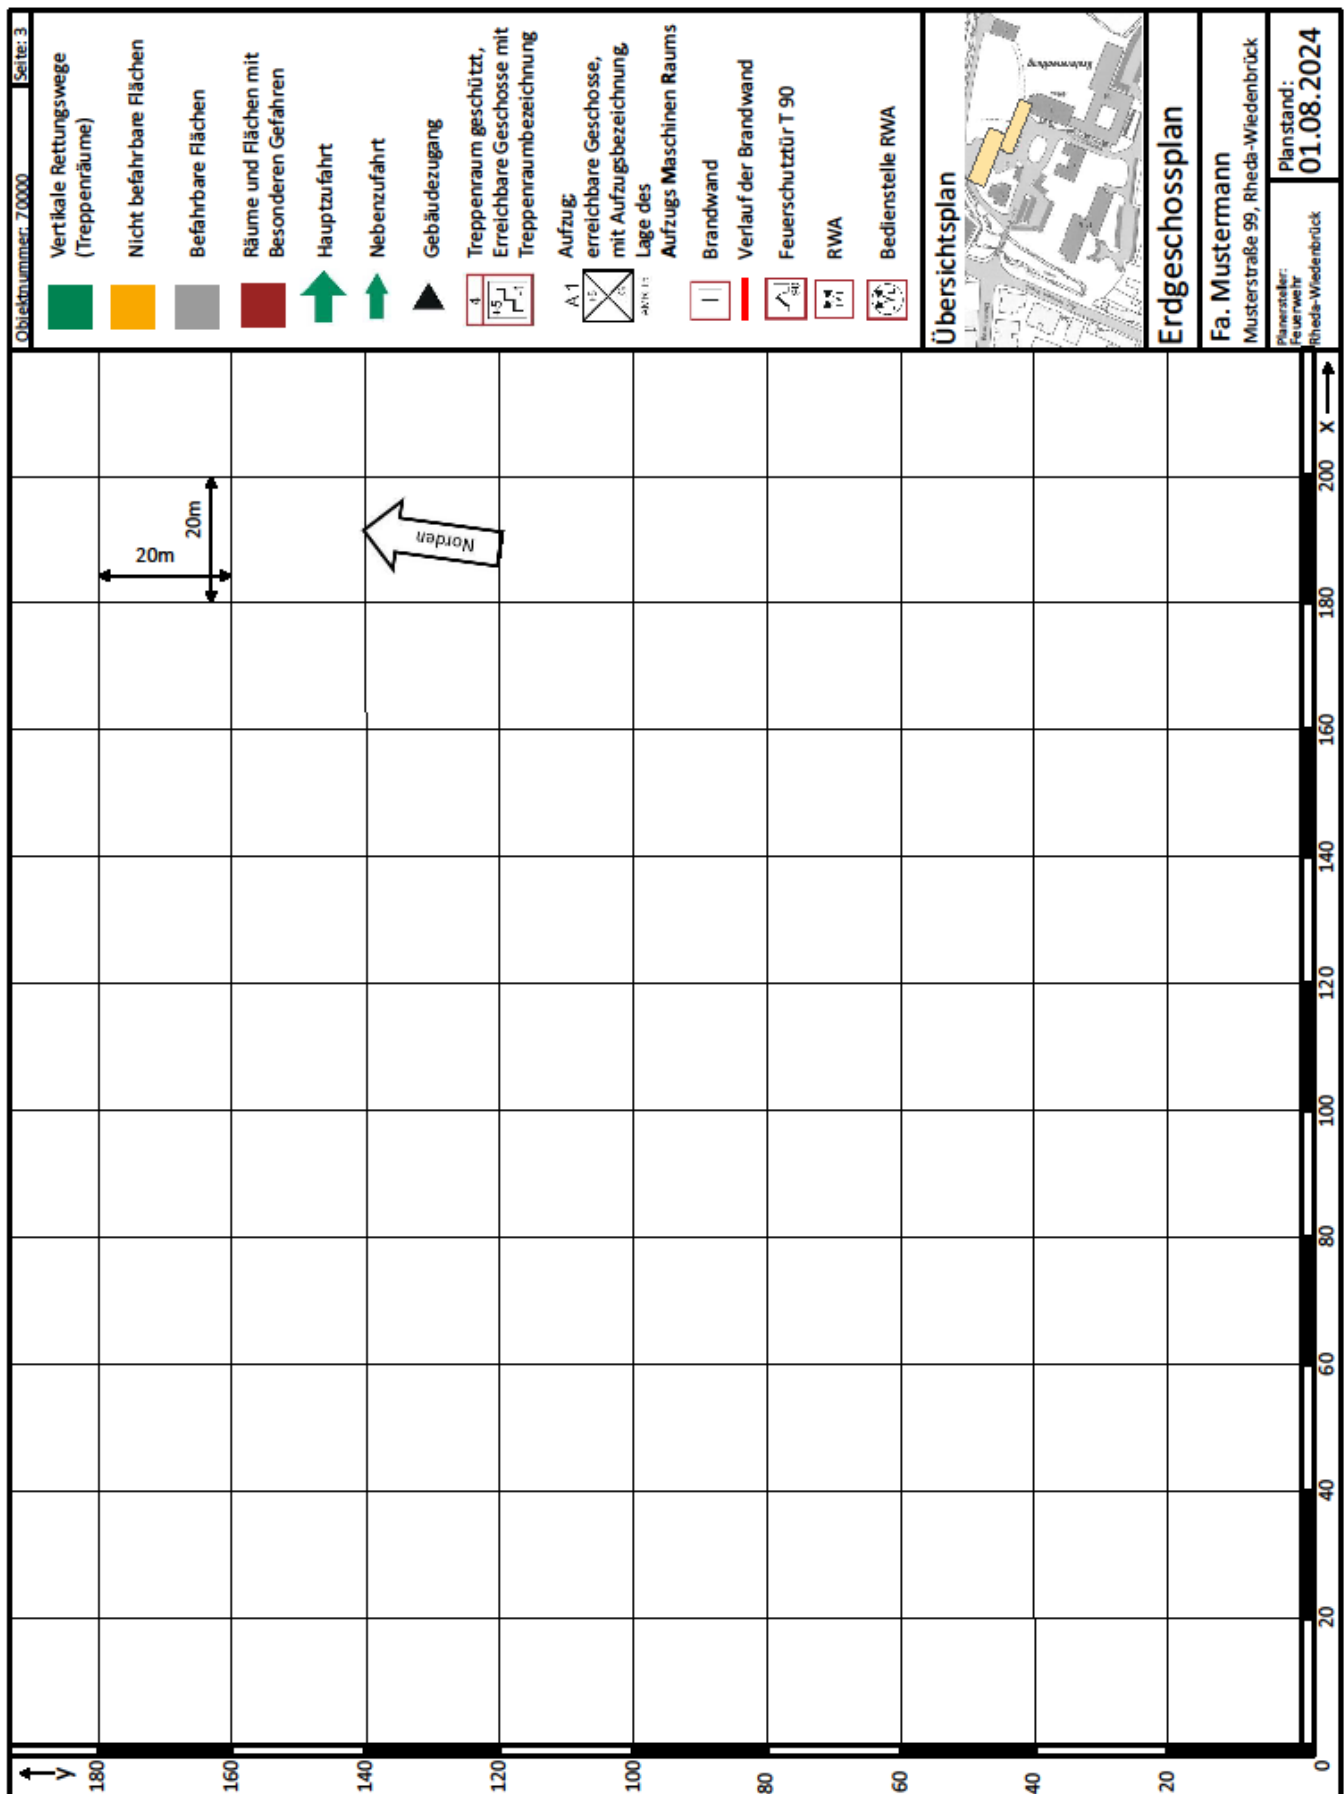 Objektnummer: 70000
Seite: 3
Vertikale Rettungswege
(Treppenräume)
Nicht befahrbare Flächen
Befahrbare Flächen
Räume und Flächen mit
Besonderen Gefahren
Hauptzufahrt
Nebenzufahrt
Gebäudezugang
4
+5
-1
Treppenraum geschützt,
Erreichbare Geschosse mit
Treppenraumbezeichnung
A 1
+5
Aufzug;
erreichbare Geschosse,
mit Aufzugsbezeichnung,
Lage des
Aufzugs Maschinen Raums
Brandwand
Verlauf der Brandwand
Feuerschutztür T 90
RWA
Bedienstelle RWA
Übersichtsplan
Erdgeschossplan
Fa. Mustermann
Musterstraße 99, Rheda-Wiedenbrück
Planersteller:
Feuerwehr
Rheda-Wiedenbrück
Planstand:
01.08.2024
20m
20m
Norden
y
180
160
140
120
100
80
60
40
20
0
20
40
60
80
100
120
140
160
180
200
x